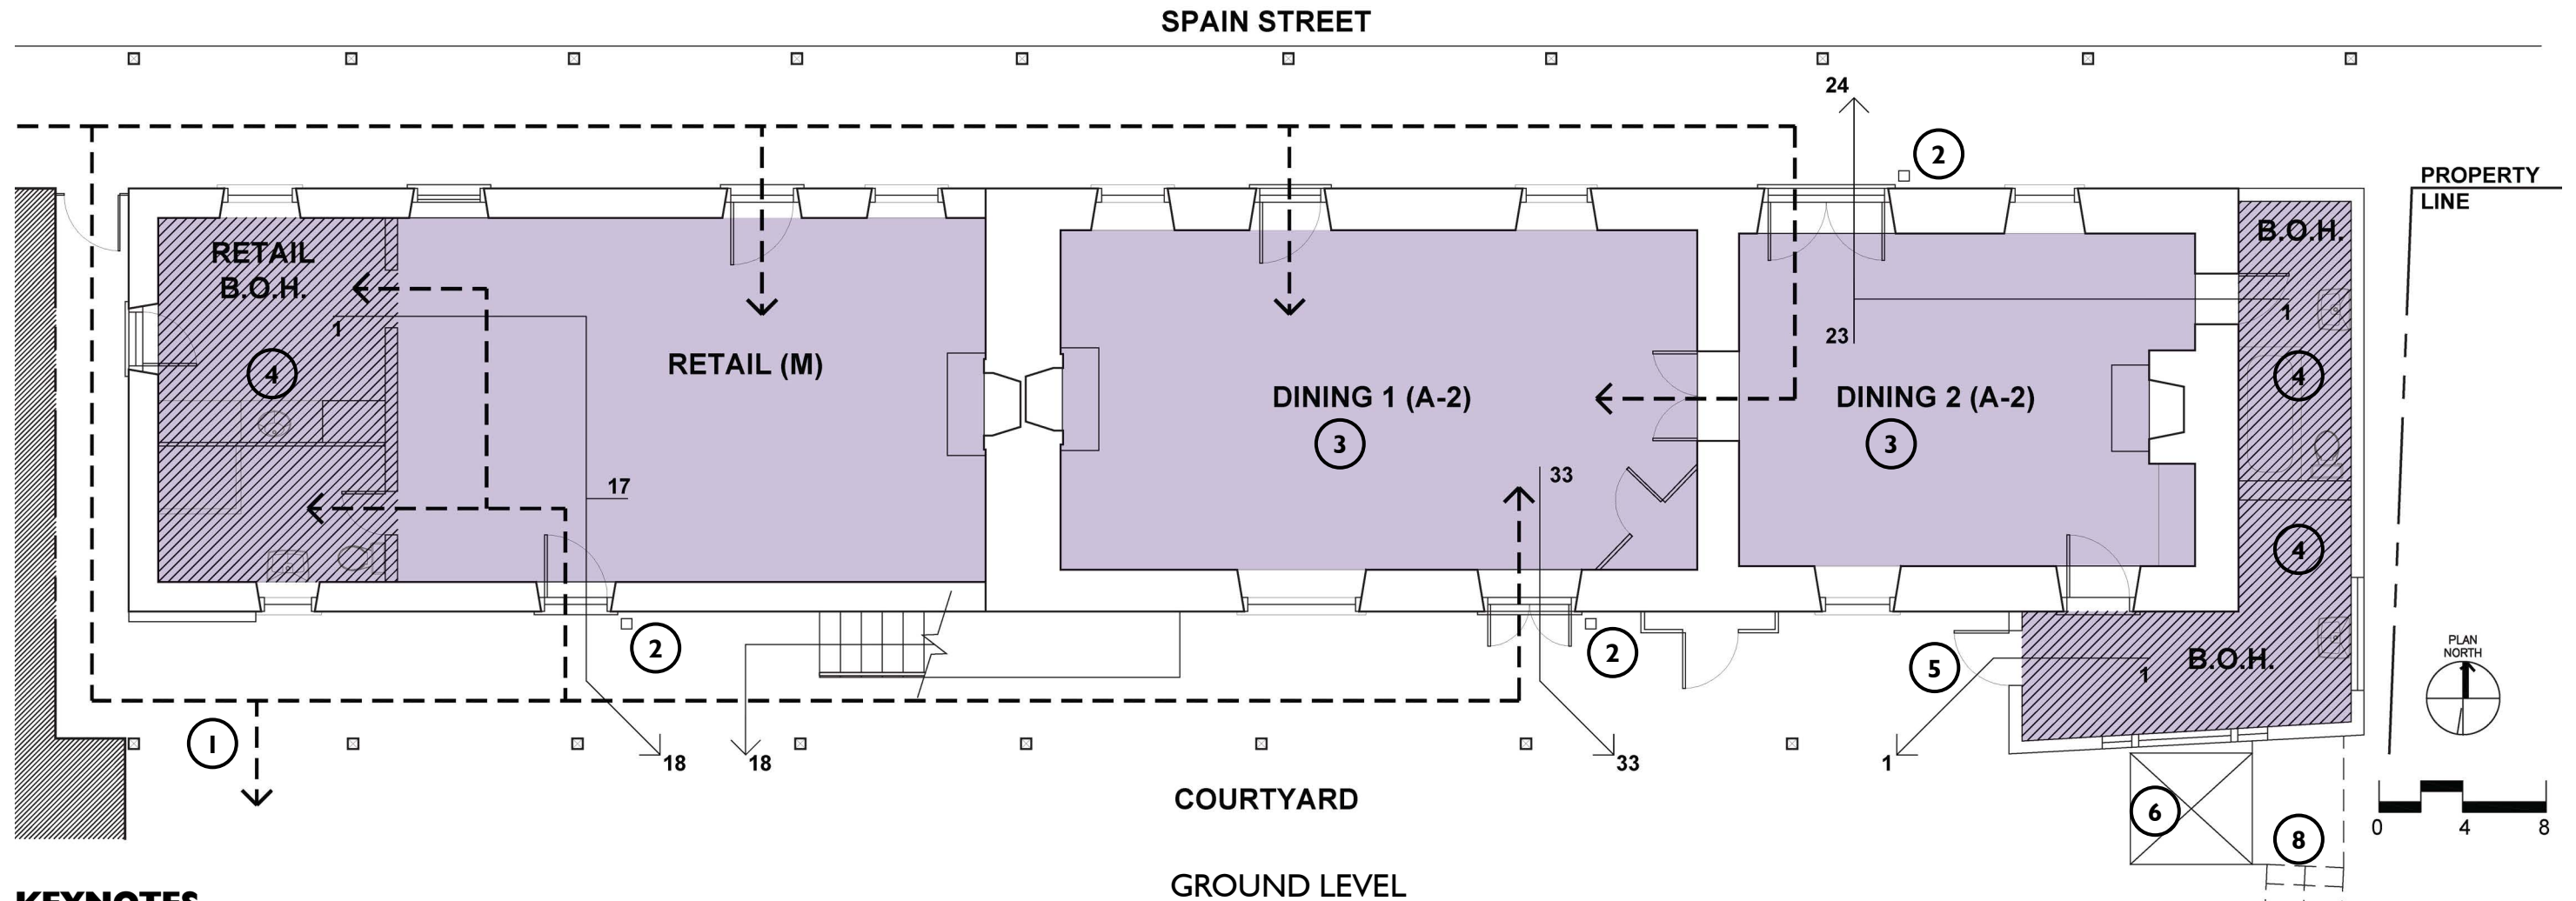 SPAIN STREET
24
2
PROPERTY
LINE
RETAIL
B.O.H.
B.O.H.
1
1
23
4
RETAIL (M)
DINING 1 (A-2)
DINING 2 (A-2)
4
3
3
17
33
4
2
2
5
B.O.H.
1
PLAN
NORTH
1
18
18
33
1
COURTYARD
6
8
0 4 8
GROUND LEVEL
KEYNOTES